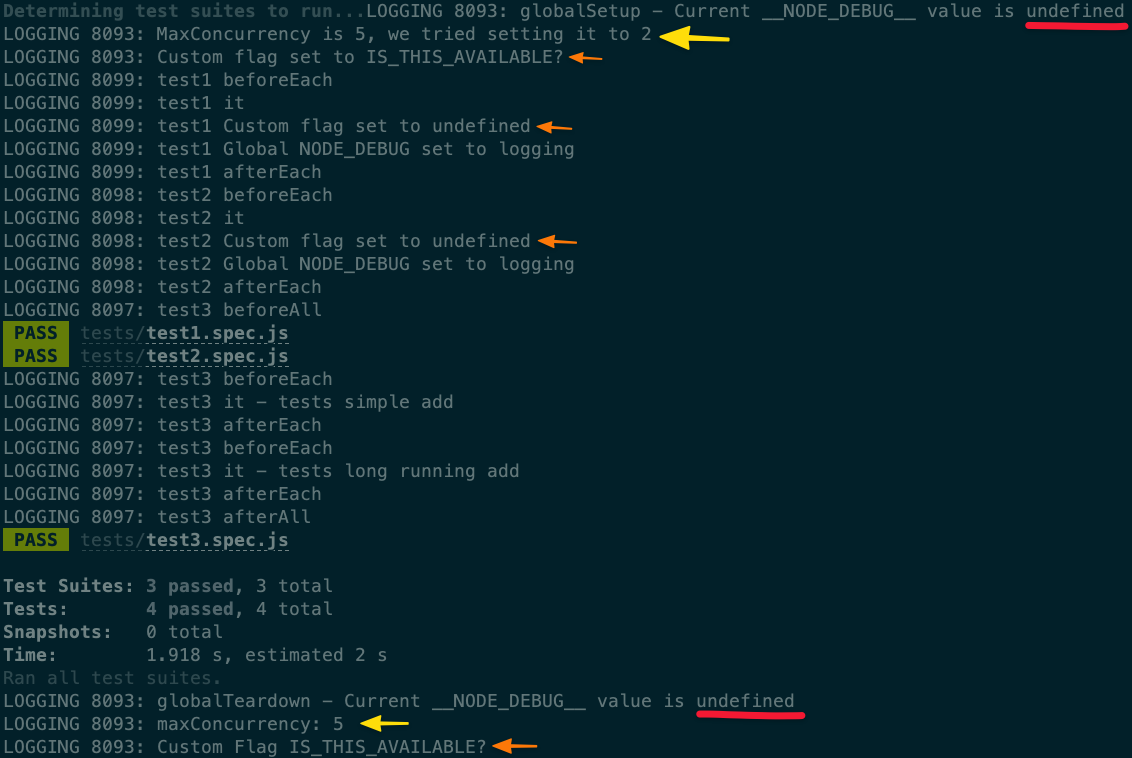 Determining test suites to run...LOGGING 8093: globalSetup – Current __NODE_DEBUG__ value is undefined
LOGGING 8093: MaxConcurrency is 5, we tried setting it to 2
LOGGING 8093: Custom flag set to IS_THIS_AVAILABLE?
LOGGING 8099: test1 beforeEach
LOGGING 8099: test1 it
LOGGING 8099: test1 Custom flag set to undefined
LOGGING 8099: test1 Global NODE_DEBUG set to logging
LOGGING 8099: test1 afterEach
LOGGING 8098: test2 beforeEach
LOGGING 8098: test2 it
LOGGING 8098: test2 Custom flag set to undefined
LOGGING 8098: test2 Global NODE_DEBUG set to logging
LOGGING 8098: test2 afterEach
LOGGING 8097: test3 beforeAll
PASS tests/test1.spec.js
PASS tests/test2.spec.js
LOGGING 8097: test3 beforeEach
LOGGING 8097: test3 it – tests simple add
LOGGING 8097: test3 afterEach
LOGGING 8097: test3 beforeEach
LOGGING 8097: test3 it – tests long running add
LOGGING 8097: test3 afterEach
LOGGING 8097: test3 afterAll
PASS tests/test3.spec.js
Test Suites: 3 passed, 3 total
Tests: 4 passed, 4 total
Snapshots: 0 total
Time: 1.918 s, estimated 2 s
Ran all test suites.
LOGGING 8093: globalTeardown – Current __NODE_DEBUG__ value is undefined
LOGGING 8093: maxConcurrency: 5
LOGGING 8093: Custom Flag IS_THIS_AVAILABLE?